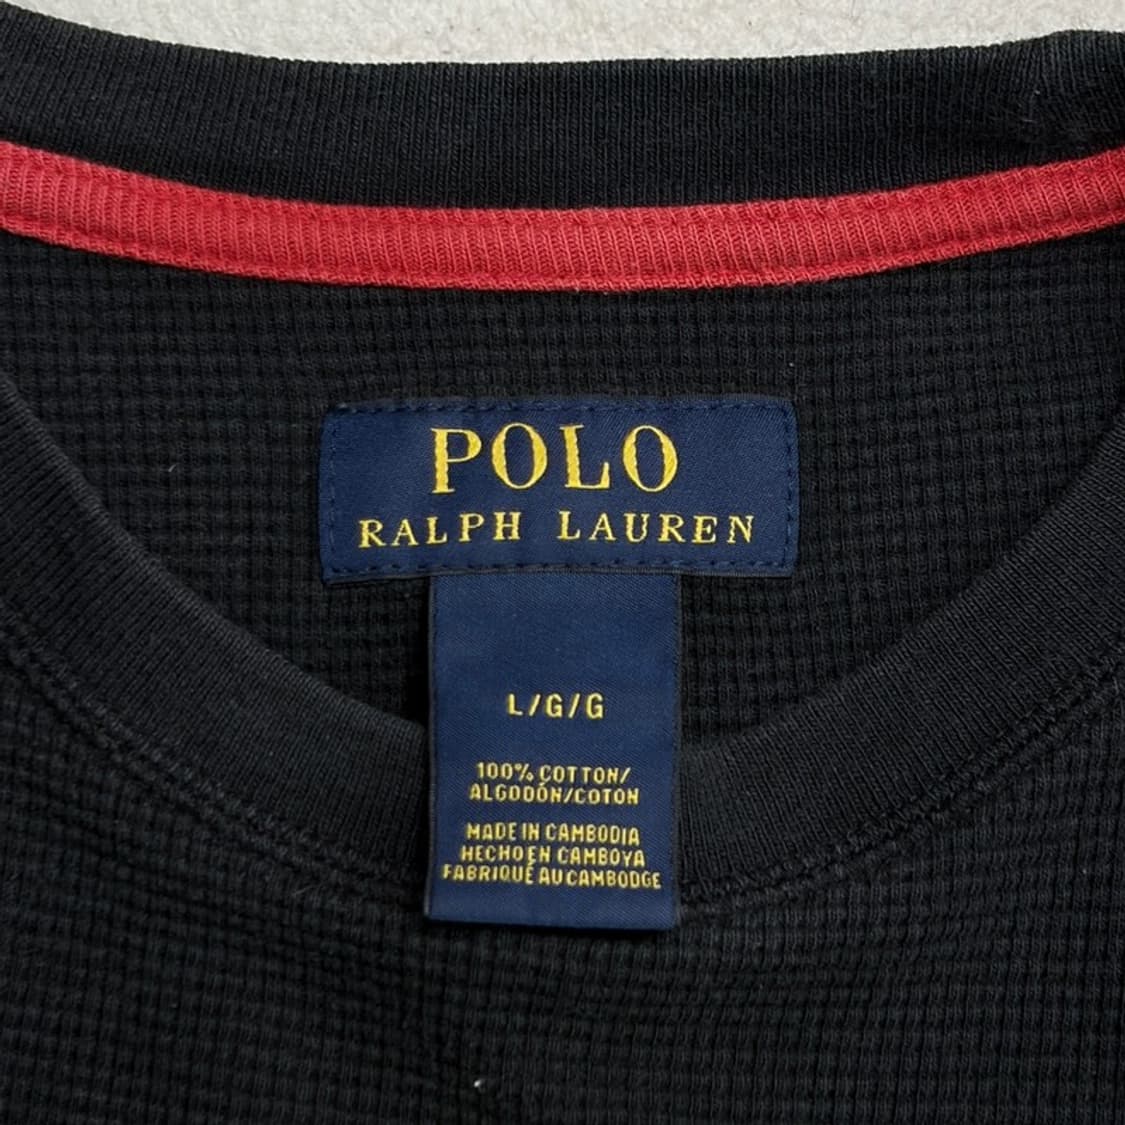 POLO
RALPH LAUREN
L/G/G
100% COTTON/
ALGODÓN/COTON
MADE IN CAMBODIA
HECHO EN CAMBOYA
FABRIQUÉ AU CAMBODGE